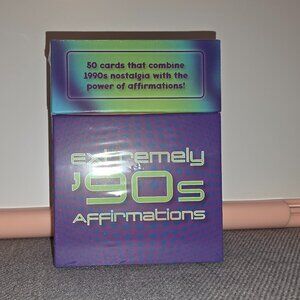 50 cards that combine
1990s nostalgia with the
power of affirmations!
extremely
'90s
Affirmations